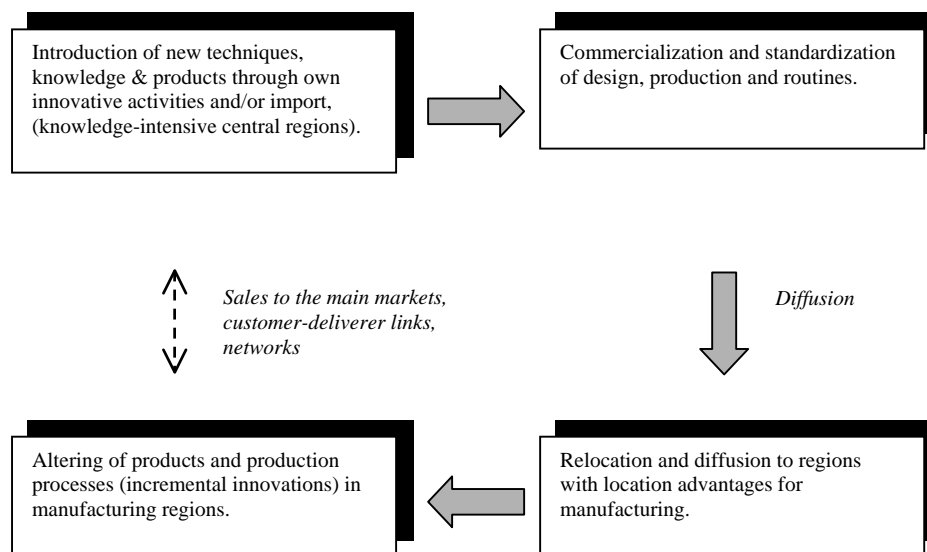 Introduction of new techniques,
knowledge & products through own
innovative activities and/or import,
(knowledge-intensive central regions).
Commercialization and standardization
of design, production and routines.
Sales to the main markets,
customer-deliverer links,
networks
Diffusion
Altering of products and production
processes (incremental innovations) in
manufacturing regions.
Relocation and diffusion to regions
with location advantages for
manufacturing.